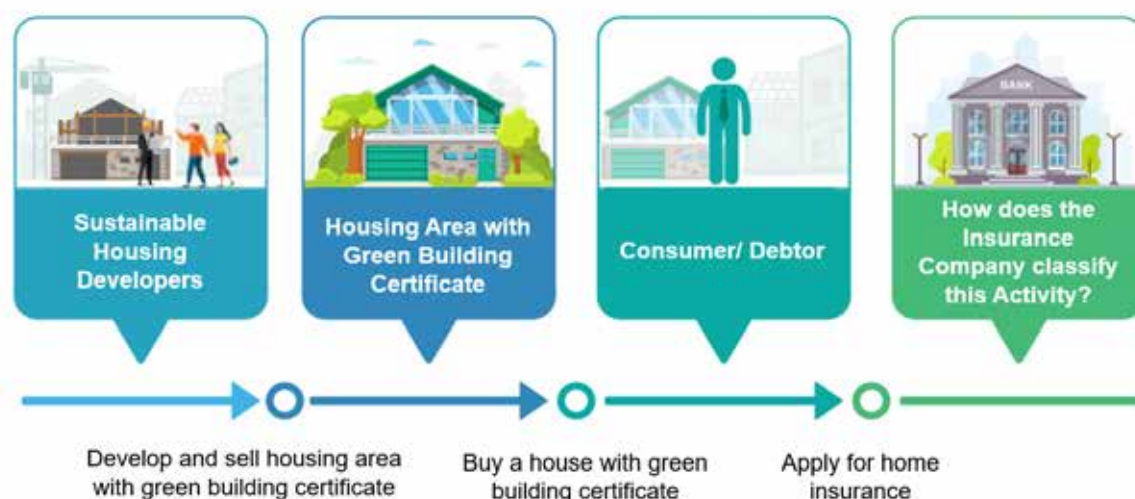 BANK
Sustainable
Housing
Developers
Housing Area with
Green Building
Certificate
Consumer/ Debtor
How does the
Insurance
Company classify
this Activity?
Develop and sell housing area
with green building certificate
Buy a house with green
building certificate
Apply for home
insurance